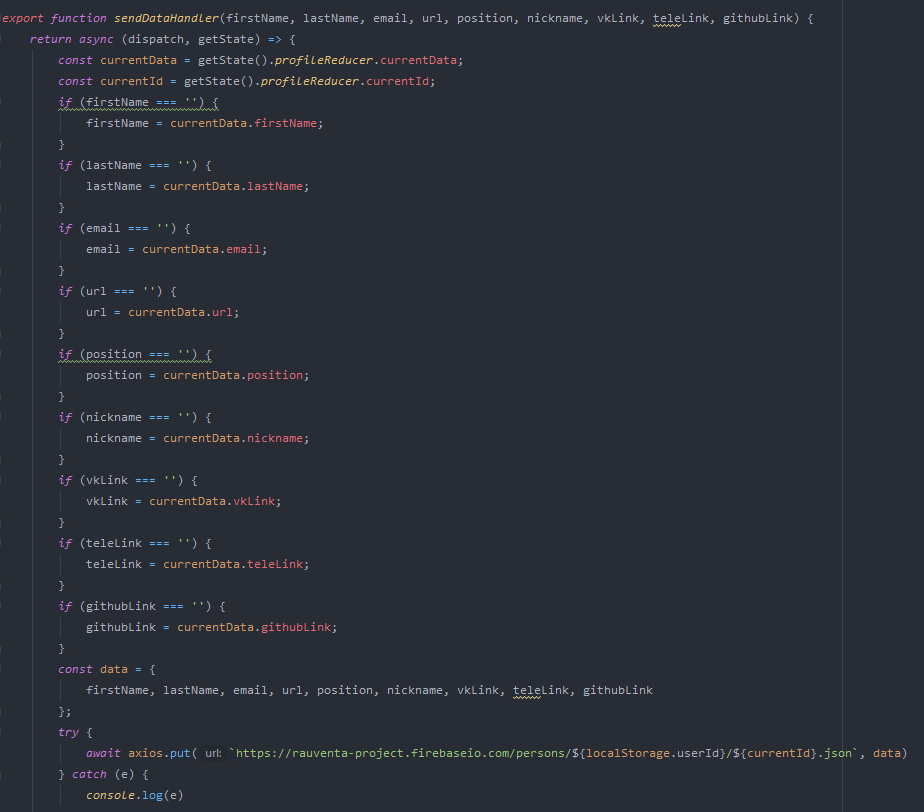 export function sendDataHandler(firstName, lastName, email, url, position, nickname, vkLink, teleLink, githubLink) {
    return async (dispatch, getState) => {
        const currentData = getState().profileReducer.currentData;
        const currentId = getState().profileReducer.currentId;
        if (firstName === '') {
            firstName = currentData.firstName;
        }
        if (lastName === '') {
            lastName = currentData.lastName;
        }
        if (email === '') {
            email = currentData.email;
        }
        if (url === '') {
            url = currentData.url;
        }
        if (position === '') {
            position = currentData.position;
        }
        if (nickname === '') {
            nickname = currentData.nickname;
        }
        if (vkLink === '') {
            vkLink = currentData.vkLink;
        }
        if (teleLink === '') {
            teleLink = currentData.teleLink;
        }
        if (githubLink === '') {
            githubLink = currentData.githubLink;
        }
        const data = {
            firstName, lastName, email, url, position, nickname, vkLink, teleLink, githubLink
        };
        try {
            await axios.put( url: `https://rauventa-project.firebaseio.com/persons/${localStorage.userId}/${currentId}.json`, data)
        } catch (e) {
            console.log(e)